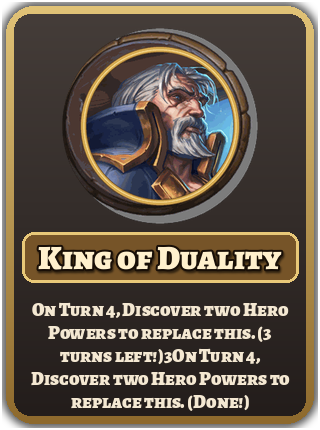 King of Duality
On Turn 4, Discover two Hero
Powers to replace this. (3
turns left!)3On Turn 4,
Discover two Hero Powers to
replace this. (Done!)